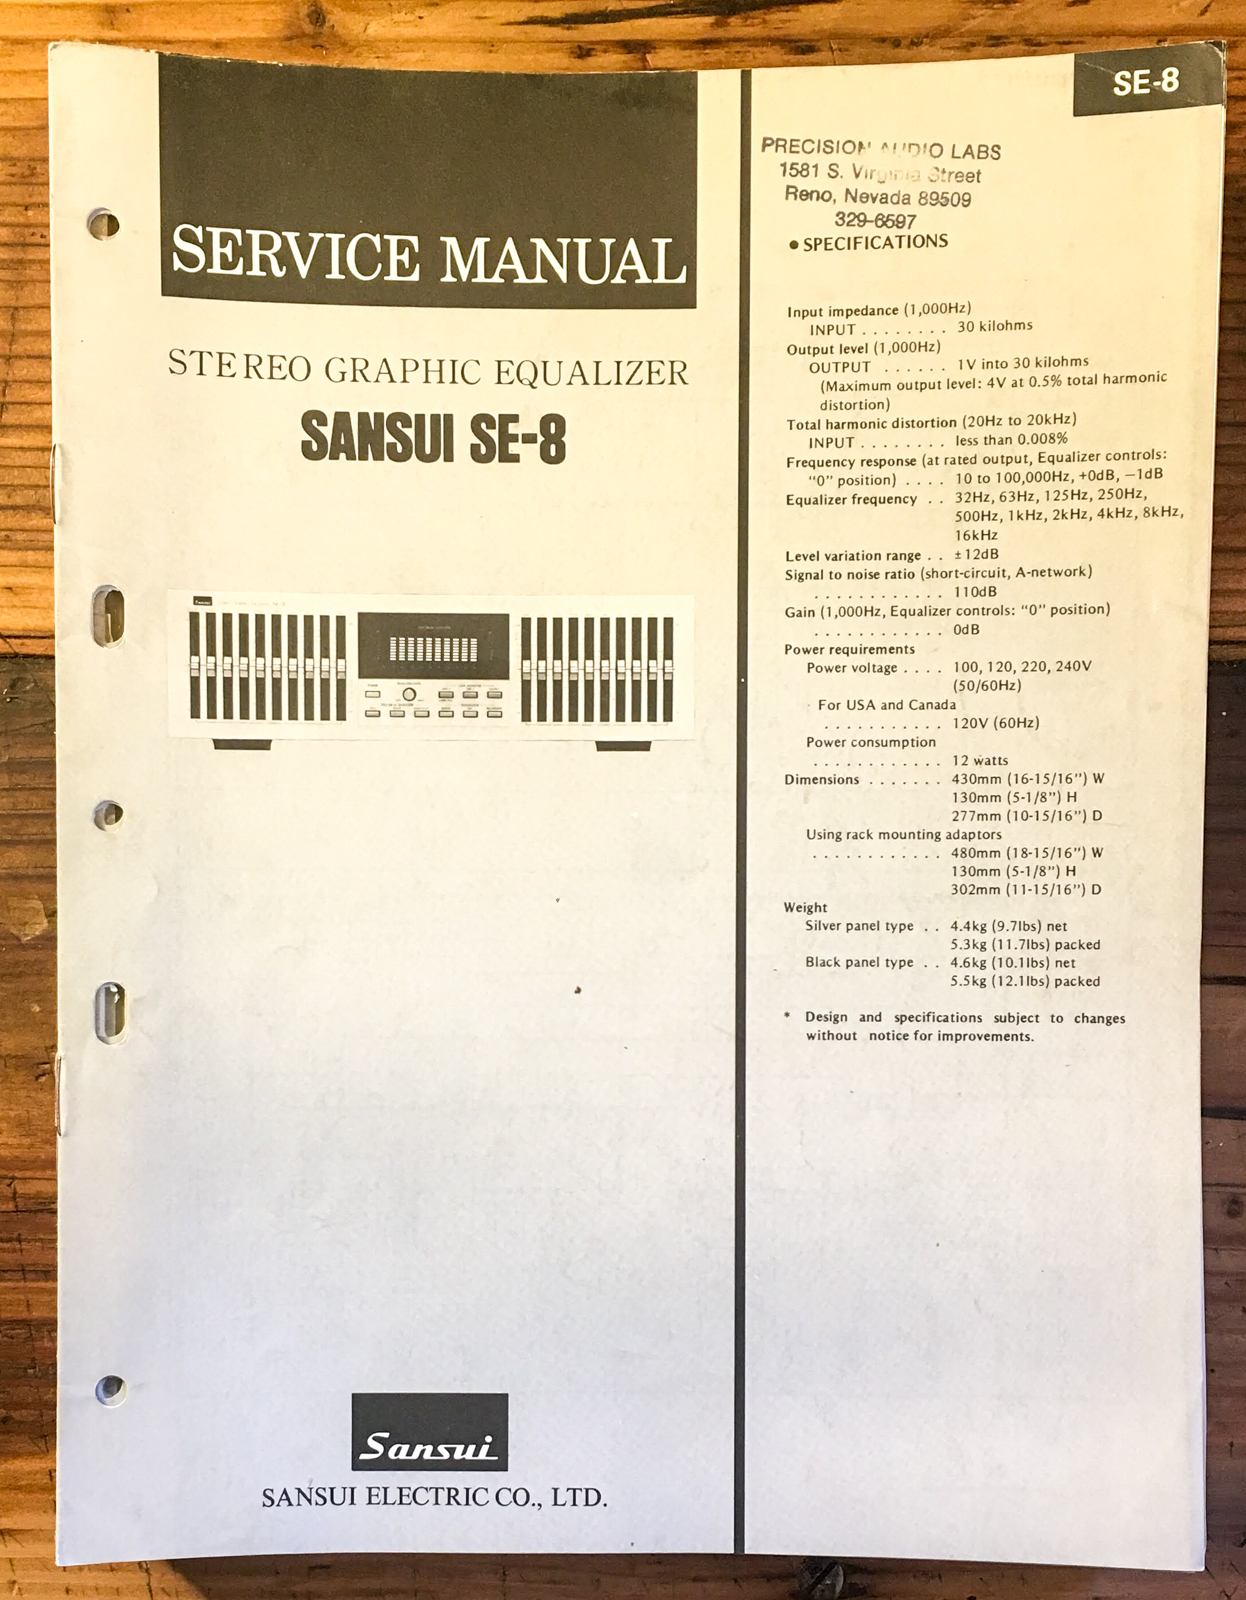 SERVICE MANUAL
STEREO GRAPHIC EQUALIZER
SANSUI SE-8
Sansui
Sansui
SANSUI ELECTRIC CO., LTD.
SE-8
PRECISION AUDIO LABS
1581 S. Virginia Street
Reno, Nevada 89509
329-6597
● SPECIFICATIONS
Input impedance (1,000Hz)
INPUT . . . . . . . . 30 kilohms
Output level (1,000Hz)
OUTPUT . . . . . . 1V into 30 kilohms
(Maximum output level: 4V at 0.5% total harmonic
distortion)
Total harmonic distortion (20Hz to 20kHz)
INPUT . . . . . . . . less than 0.008%
Frequency response (at rated output, Equalizer controls:
"0" position) . . . . 10 to 100,000Hz, +0dB, −1dB
Equalizer frequency . . 32Hz, 63Hz, 125Hz, 250Hz,
500Hz, 1kHz, 2kHz, 4kHz, 8kHz,
16kHz
Level variation range . . ±12dB
Signal to noise ratio (short-circuit, A-network)
. . . . . . . . . . . . 110dB
Gain (1,000Hz, Equalizer controls: "0" position)
. . . . . . . . . . . . 0dB
Power requirements
Power voltage . . . . 100, 120, 220, 240V
(50/60Hz)
For USA and Canada
. . . . . . . . . . . 120V (60Hz)
Power consumption
. . . . . . . . . . . . 12 watts
Dimensions . . . . . . . 430mm (16-15/16") W
130mm (5-1/8") H
277mm (10-15/16") D
Using rack mounting adaptors
. . . . . . . . . . . . 480mm (18-15/16") W
130mm (5-1/8") H
302mm (11-15/16") D
Weight
Silver panel type . . 4.4kg (9.7lbs) net
5.3kg (11.7lbs) packed
Black panel type . . 4.6kg (10.1lbs) net
5.5kg (12.1lbs) packed
* Design and specifications subject to changes
without notice for improvements.